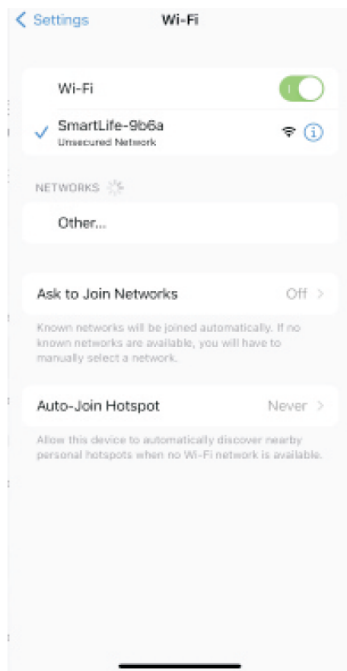 Settings
Wi-Fi
Wi-Fi
SmartLife-9b6a
Unsecured Network
NETWORKS
Other...
Ask to Join Networks
Off
Known networks will be joined automatically. If no
known networks are available, you will have to
manually select a network.
Auto-Join Hotspot
Never
Allow this device to automatically discover nearby
personal hotspots when no Wi-Fi network is available.